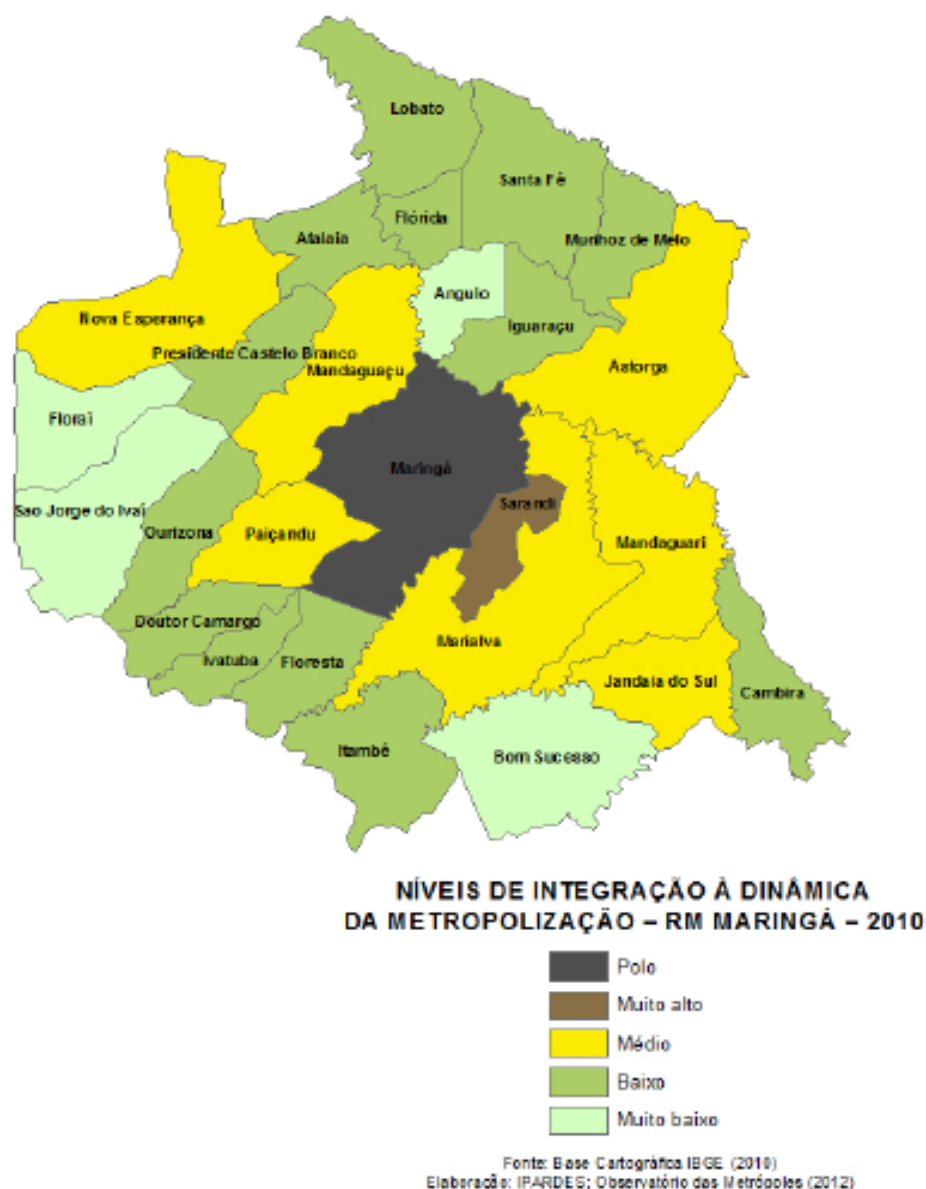 Lobato
Santa Fé
Flórida
Munhoz de Melo
Atalaia
Angulo
Nova Esperança
Iguaraçu
Presidente Castelo Branco
Mandaguaçu
Astorga
Floraí
Maringá
Sarandi
Sao Jorge do Ivaí
Ourizona
Paiçandu
Mandaguari
Doutor Camargo
Marialva
Ivatuba
Floresta
Jandaia do Sul
Cambira
Itambé
Bom Sucesso
NÍVEIS DE INTEGRAÇÃO À DINÂMICA
DA METROPOLIZAÇÃO – RM MARINGÁ – 2010
Polo
Muito alto
Médio
Baixo
Muito baixo
Fonte: Base Cartográfica IBGE (2010)
Elaboração: IPARDES; Observatório das Metrópoles (2012)